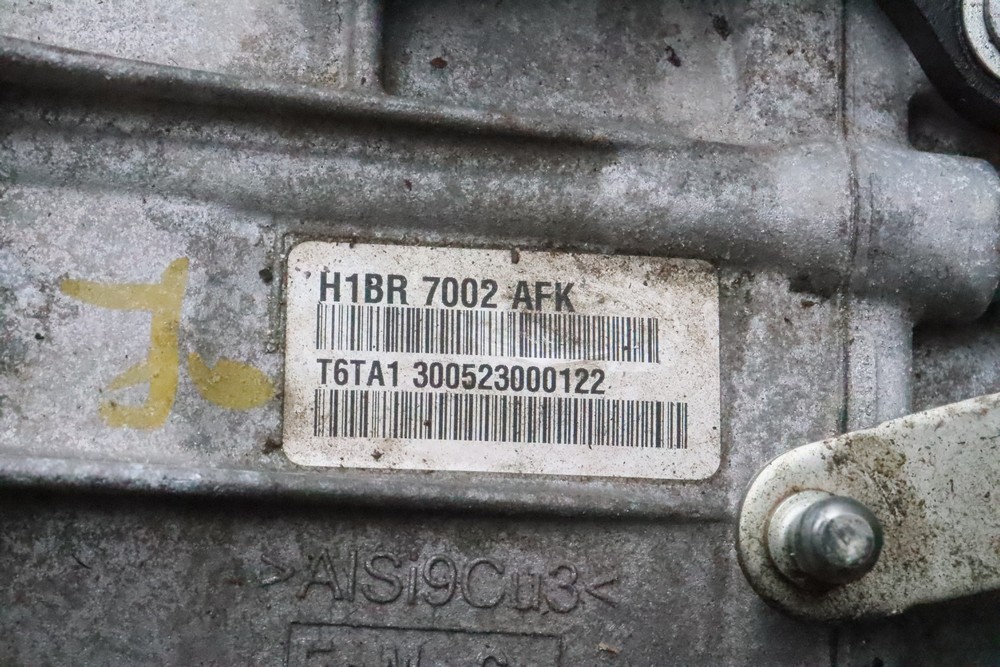 H1BR 7002 AFK
T6TA1 300523000122
>AlSi9Cu3<